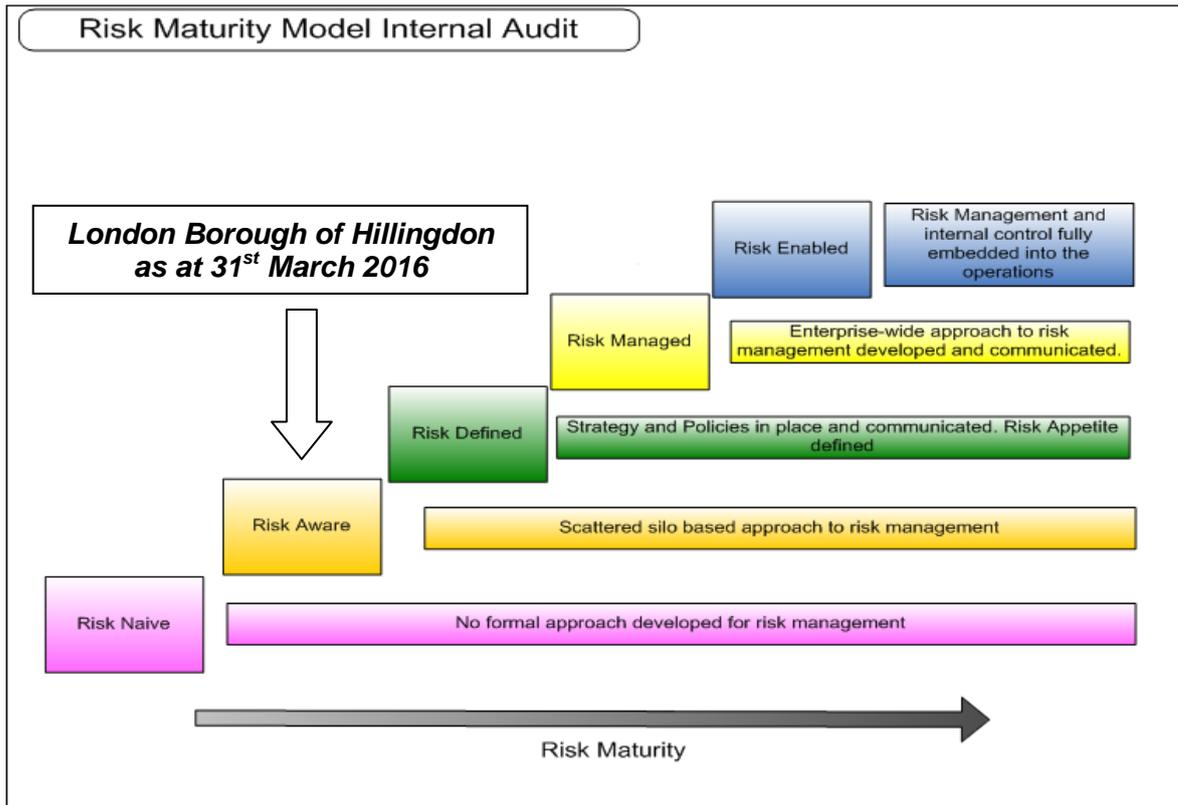 Risk Maturity Model Internal Audit
London Borough of Hillingdon
as at 31st March 2016
Risk Enabled
Risk Management and
internal control fully
embedded into the
operations
Risk Managed
Enterprise-wide approach to risk
management developed and communicated.
Risk Defined
Strategy and Policies in place and communicated. Risk Appetite
defined
Risk Aware
Scattered silo based approach to risk management
Risk Naive
No formal approach developed for risk management
Risk Maturity